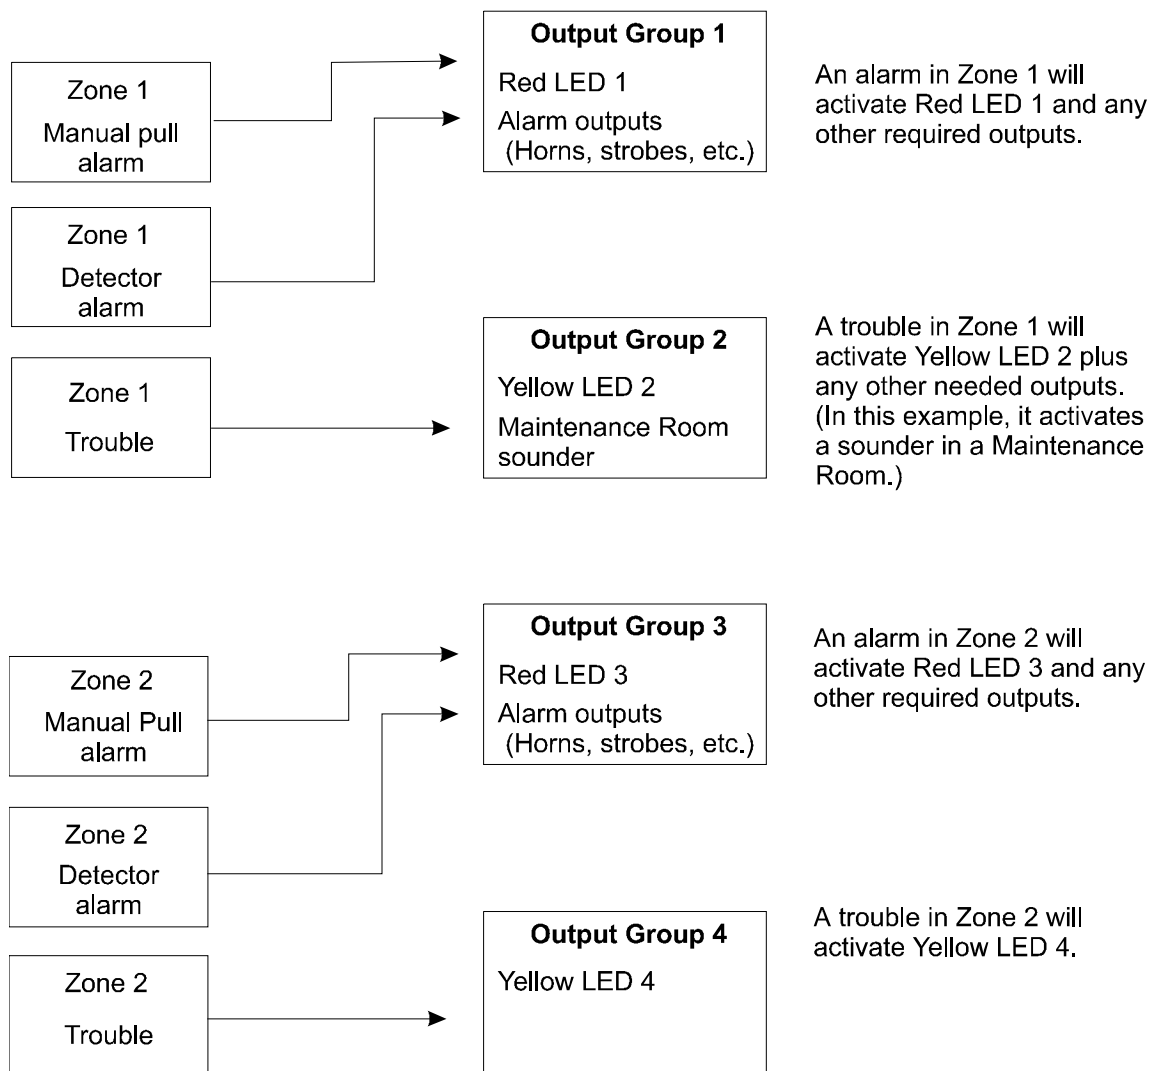 Zone 1
Manual pull
alarm
Output Group 1
Red LED 1
Alarm outputs
(Horns, strobes, etc.)
An alarm in Zone 1 will
activate Red LED 1 and any
other required outputs.
Zone 1
Detector
alarm
Zone 1
Trouble
Output Group 2
Yellow LED 2
Maintenance Room
sounder
A trouble in Zone 1 will
activate Yellow LED 2 plus
any other needed outputs.
(In this example, it activates
a sounder in a Maintenance
Room.)
Zone 2
Manual Pull
alarm
Output Group 3
Red LED 3
Alarm outputs
(Horns, strobes, etc.)
An alarm in Zone 2 will
activate Red LED 3 and any
other required outputs.
Zone 2
Detector
alarm
Zone 2
Trouble
Output Group 4
Yellow LED 4
A trouble in Zone 2 will
activate Yellow LED 4.